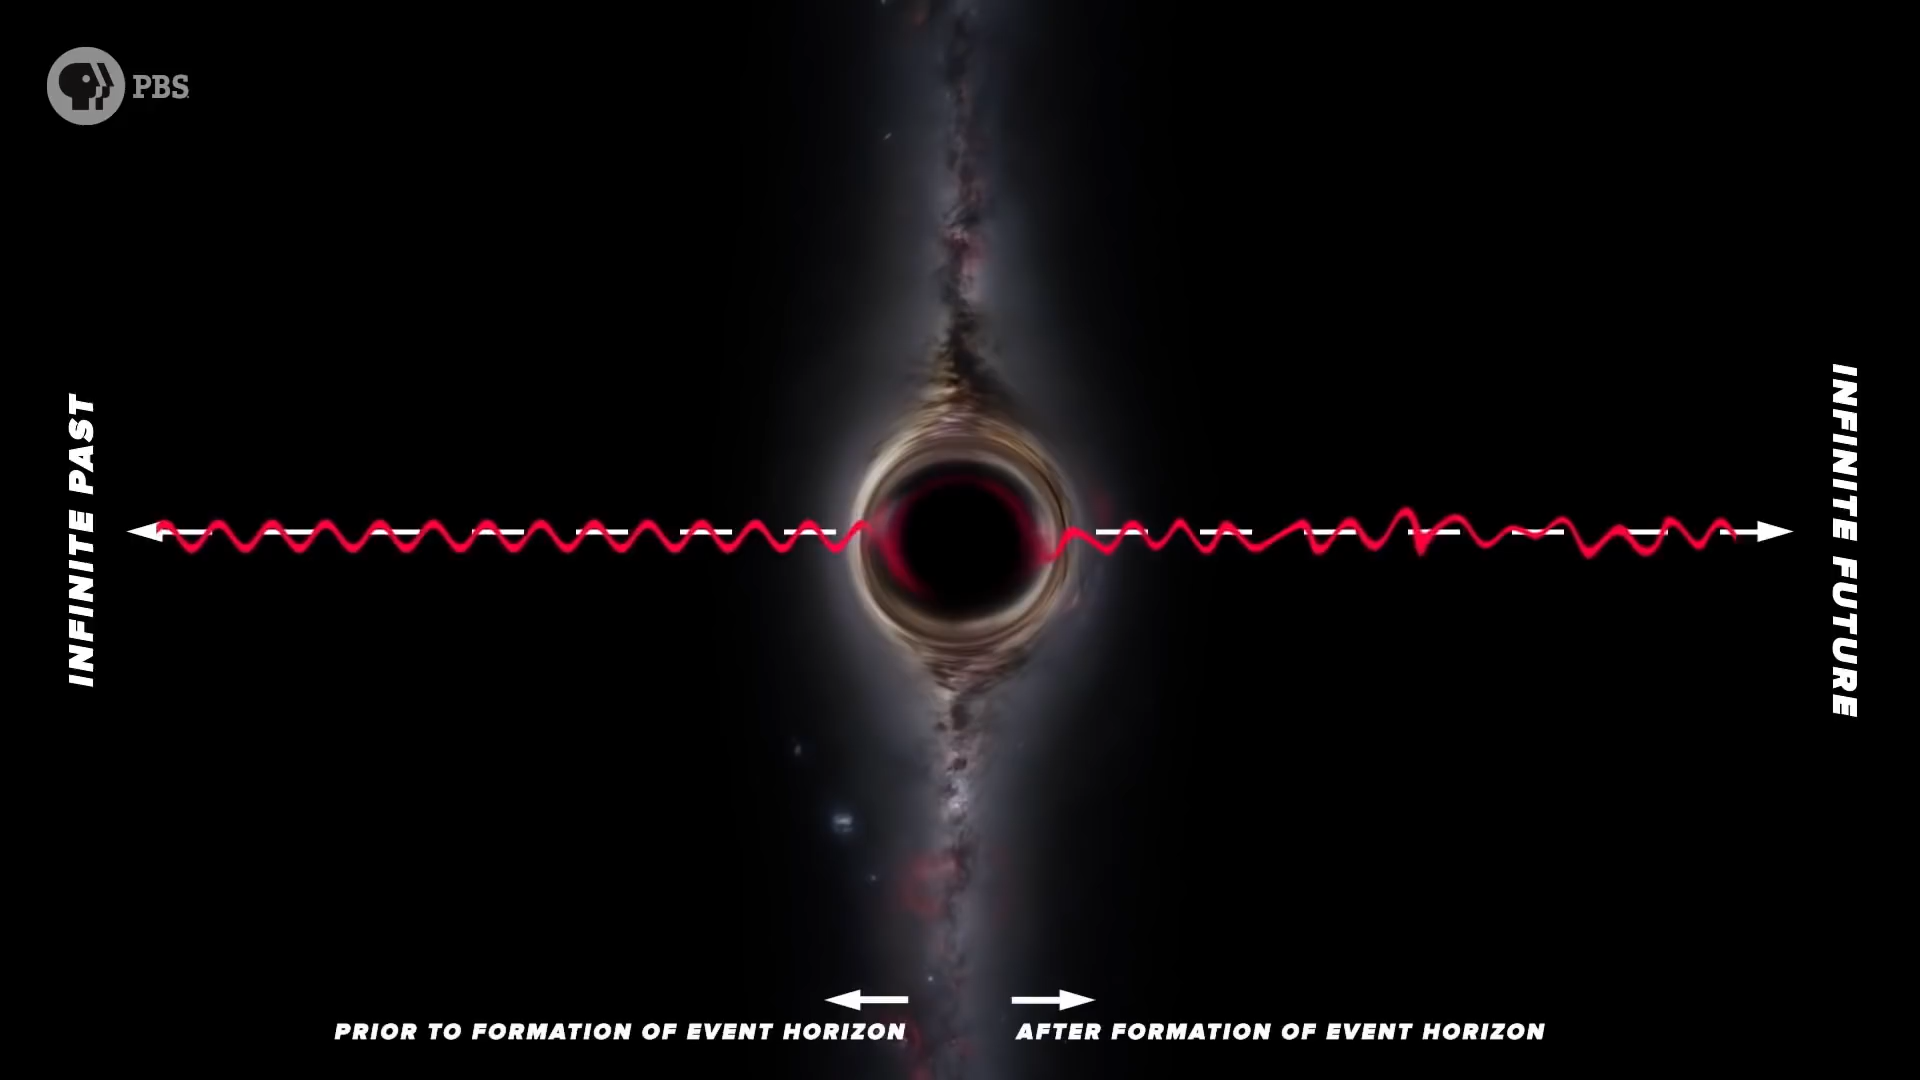 PBS
INFINITE PAST
INFINITE FUTURE
PRIOR TO FORMATION OF EVENT HORIZON
AFTER FORMATION OF EVENT HORIZON